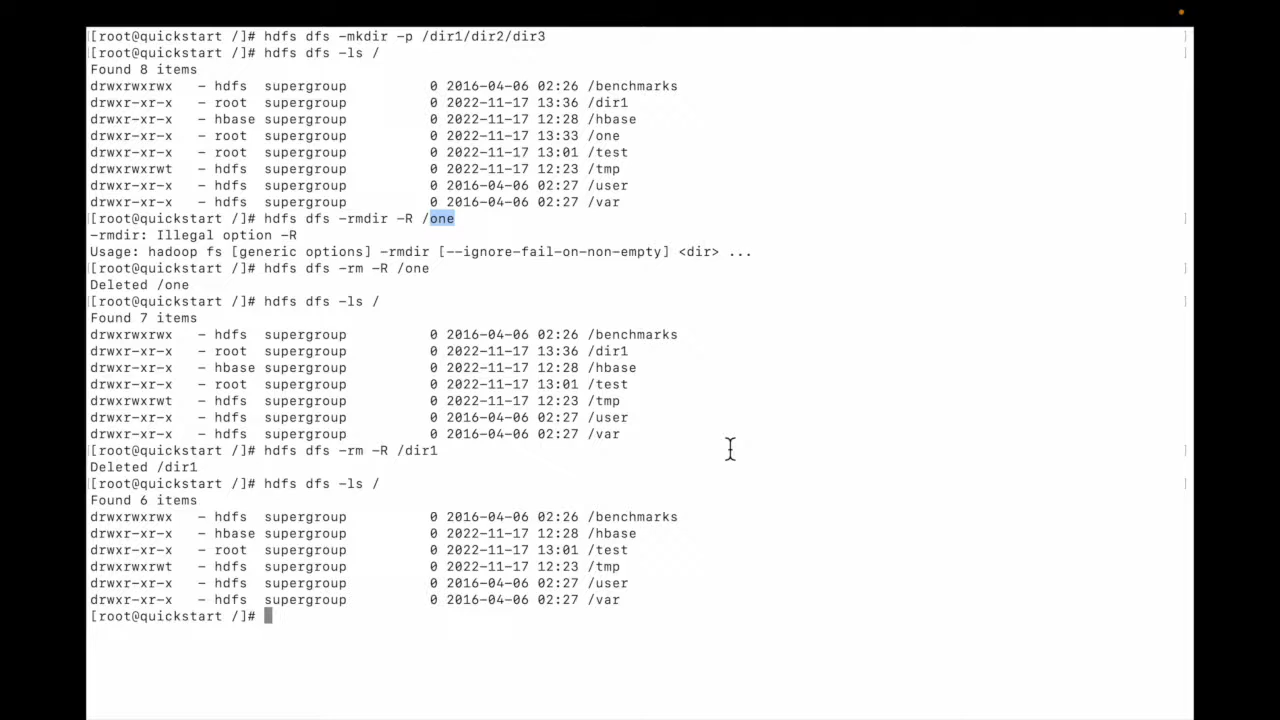 [root@quickstart /]# hdfs dfs -mkdir -p /dir1/dir2/dir3
[root@quickstart /]# hdfs dfs -ls /
Found 8 items
drwxrwxrwx   - hdfs  supergroup          0 2016-04-06 02:26 /benchmarks
drwxr-xr-x   - root  supergroup          0 2022-11-17 13:36 /dir1
drwxr-xr-x   - hbase supergroup          0 2022-11-17 12:28 /hbase
drwxr-xr-x   - root  supergroup          0 2022-11-17 13:33 /one
drwxr-xr-x   - root  supergroup          0 2022-11-17 13:01 /test
drwxrwxrwt   - hdfs  supergroup          0 2022-11-17 12:23 /tmp
drwxr-xr-x   - hdfs  supergroup          0 2016-04-06 02:27 /user
drwxr-xr-x   - hdfs  supergroup          0 2016-04-06 02:27 /var
[root@quickstart /]# hdfs dfs -rmdir -R /one
-rmdir: Illegal option -R
Usage: hadoop fs [generic options] -rmdir [--ignore-fail-on-non-empty] <dir> ...
[root@quickstart /]# hdfs dfs -rm -R /one
Deleted /one
[root@quickstart /]# hdfs dfs -ls /
Found 7 items
drwxrwxrwx   - hdfs  supergroup          0 2016-04-06 02:26 /benchmarks
drwxr-xr-x   - root  supergroup          0 2022-11-17 13:36 /dir1
drwxr-xr-x   - hbase supergroup          0 2022-11-17 12:28 /hbase
drwxr-xr-x   - root  supergroup          0 2022-11-17 13:01 /test
drwxrwxrwt   - hdfs  supergroup          0 2022-11-17 12:23 /tmp
drwxr-xr-x   - hdfs  supergroup          0 2016-04-06 02:27 /user
drwxr-xr-x   - hdfs  supergroup          0 2016-04-06 02:27 /var
[root@quickstart /]# hdfs dfs -rm -R /dir1
Deleted /dir1
[root@quickstart /]# hdfs dfs -ls /
Found 6 items
drwxrwxrwx   - hdfs  supergroup          0 2016-04-06 02:26 /benchmarks
drwxr-xr-x   - hbase supergroup          0 2022-11-17 12:28 /hbase
drwxr-xr-x   - root  supergroup          0 2022-11-17 13:01 /test
drwxrwxrwt   - hdfs  supergroup          0 2022-11-17 12:23 /tmp
drwxr-xr-x   - hdfs  supergroup          0 2016-04-06 02:27 /user
drwxr-xr-x   - hdfs  supergroup          0 2016-04-06 02:27 /var
[root@quickstart /]#